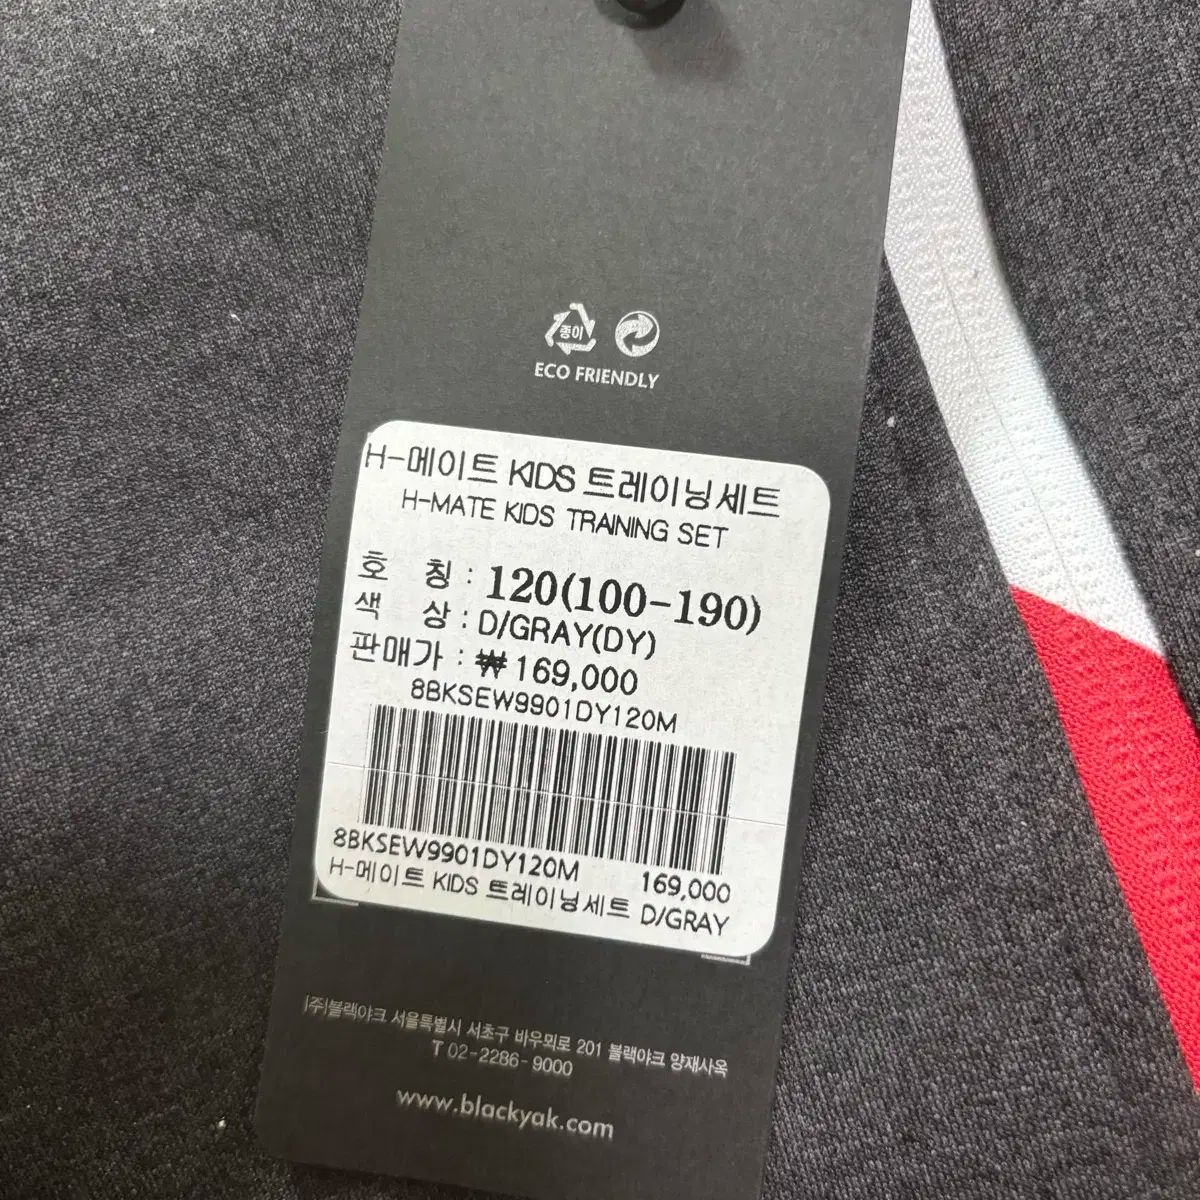 종이
ECO FRIENDLY
H-메이트 KIDS 트레이닝세트
H-MATE KIDS TRAINING SET
호 칭 : 120(100-190)
색 상 : D/GRAY(DY)
판매가 : ₩ 169,000
8BKSEW9901DY120M
8BKSEW9901DY120M 169,000
H-메이트 KIDS 트레이닝세트 D/GRAY
(주)블랙야크 서울특별시 서초구 바우뫼로 201 블랙야크 양재사옥
T 02-2286-9000
www.blackyak.com